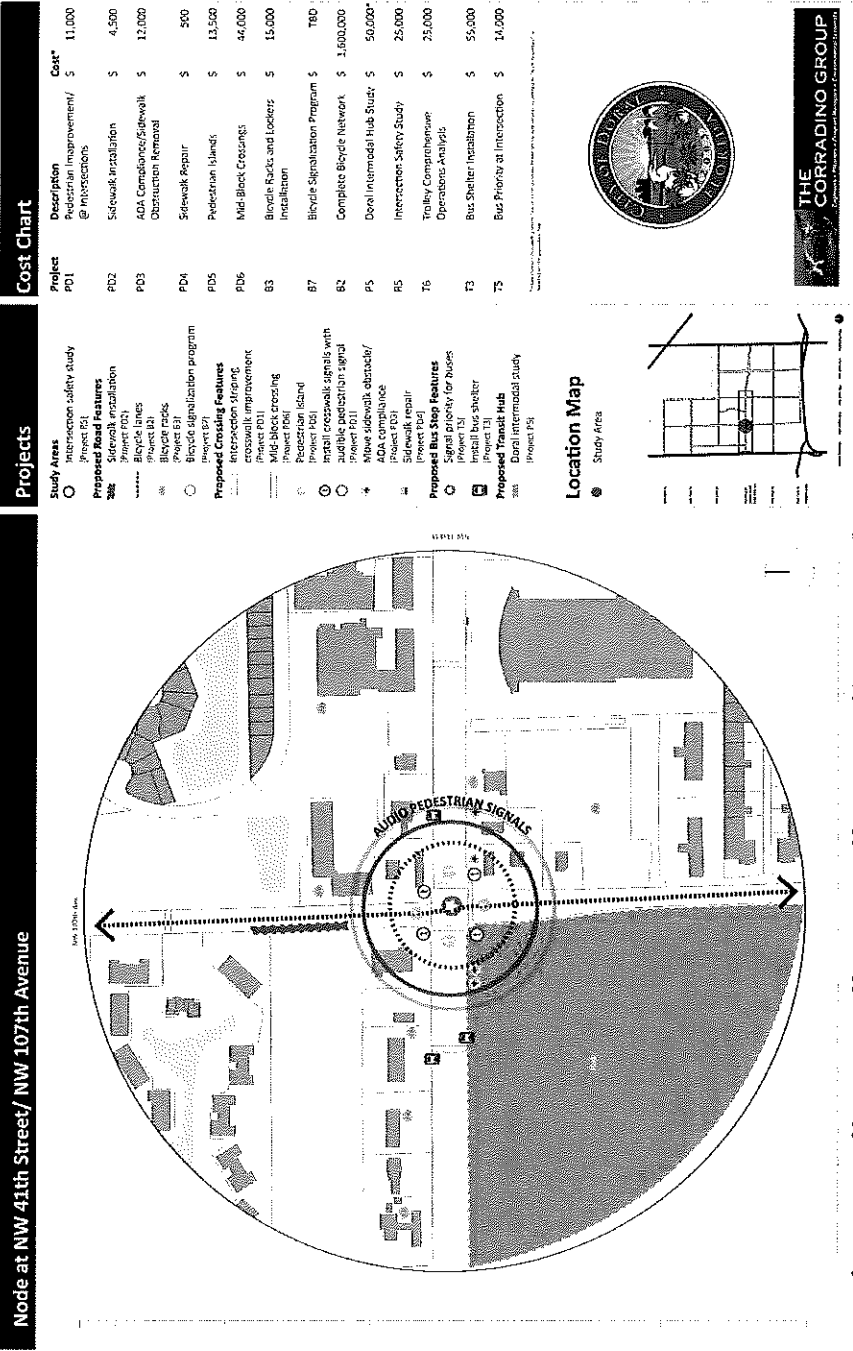 Node at NW 41th Street/ NW 107th Avenue
AUDIO PEDESTRIAN SIGNALS
Projects
Study Areas
Intersection safety study
[Project R5]
Proposed Road Features
Sidewalk installation
[Project PD2]
Bicycle lanes
[Project B2]
Bicycle racks
[Project B3]
Bicycle signalization program
[Project B7]
Proposed Crossing Features
Intersection striping
crosswalk improvement
[Project PD1]
Mid-block crossing
[Project PD6]
Pedestrian island
[Project PD5]
Install crosswalk signals with
audible pedestrian signal
[Project PD1]
Move sidewalk obstacle/
ADA compliance
[Project PD3]
Sidewalk repair
[Project PD4]
Proposed Bus Stop Features
Signal priority for buses
[Project T5]
Install bus shelter
[Project T3]
Proposed Transit Hub
Doral intermodal study
[Project P5]
Location Map
Study Area
Cost Chart
Project Description Cost*
PD1 Pedestrian Imaprovement/ $ 11,000
@ Intersections
PD2 Sidewalk Installation $ 4,500
PD3 ADA Compliance/Sidewalk $ 12,000
Obstruction Removal
PD4 Sidewalk Repair $ 500
PD5 Pedestrian Islands $ 13,500
PD6 Mid-Block Crossings $ 44,000
B3 Bicycle Racks and Lockers $ 15,000
Installation
B7 Bicycle Signalization Program $ TBD
B2 Complete Bicycle Network $ 1,600,000
P5 Doral Intermodal Hub Study $ 50,000*
R5 Intersection Safety Study $ 25,000
T6 Trolley Comprehensive $ 25,000
Operations Analysis
T3 Bus Shelter Installation $ 55,000
T5 Bus Priority at Intersection $ 14,000
CITY OF DORAL
THE
CORRADINO GROUP